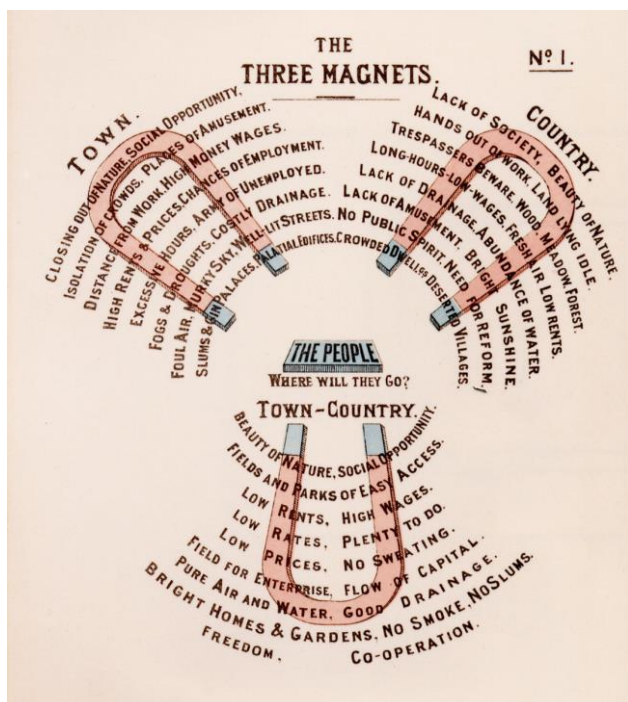 THE
THREE MAGNETS.
No 1.
TOWN.
CLOSING OUT OF NATURE. SOCIAL OPPORTUNITY.
ISOLATION OF CROWDS. PLACES OF AMUSEMENT.
DISTANCE FROM WORK. HIGH MONEY WAGES.
HIGH RENTS & PRICES. CHANCES OF EMPLOYMENT.
EXCESSIVE HOURS. ARMY OF UNEMPLOYED.
FOGS & DROUGHTS. COSTLY DRAINAGE.
FOUL AIR. MURKY SKY. WELL-LIT STREETS.
SLUMS & GIN PALACES. PALATIAL EDIFICES.
COUNTRY.
LACK OF SOCIETY. BEAUTY OF NATURE.
HANDS OUT OF WORK. LAND LYING IDLE.
TRESPASSERS BEWARE. WOOD, MEADOW, FOREST.
LONG-HOURS-LOW-WAGES. FRESH AIR LOW RENTS.
LACK OF DRAINAGE. ABUNDANCE OF WATER.
LACK OF AMUSEMENT. BRIGHT SUNSHINE.
NO PUBLIC SPIRIT. NEED FOR REFORM.
CROWDED DWELLINGS DESERTED VILLAGES.
THE PEOPLE
WHERE WILL THEY GO?
TOWN-COUNTRY.
BEAUTY OF NATURE, SOCIAL OPPORTUNITY.
FIELDS AND PARKS OF EASY ACCESS.
LOW RENTS, HIGH WAGES.
LOW RATES, PLENTY TO DO.
LOW PRICES, NO SWEATING.
FIELD FOR ENTERPRISE, FLOW OF CAPITAL.
PURE AIR AND WATER, GOOD DRAINAGE.
BRIGHT HOMES & GARDENS, NO SMOKE, NO SLUMS.
FREEDOM. CO-OPERATION.